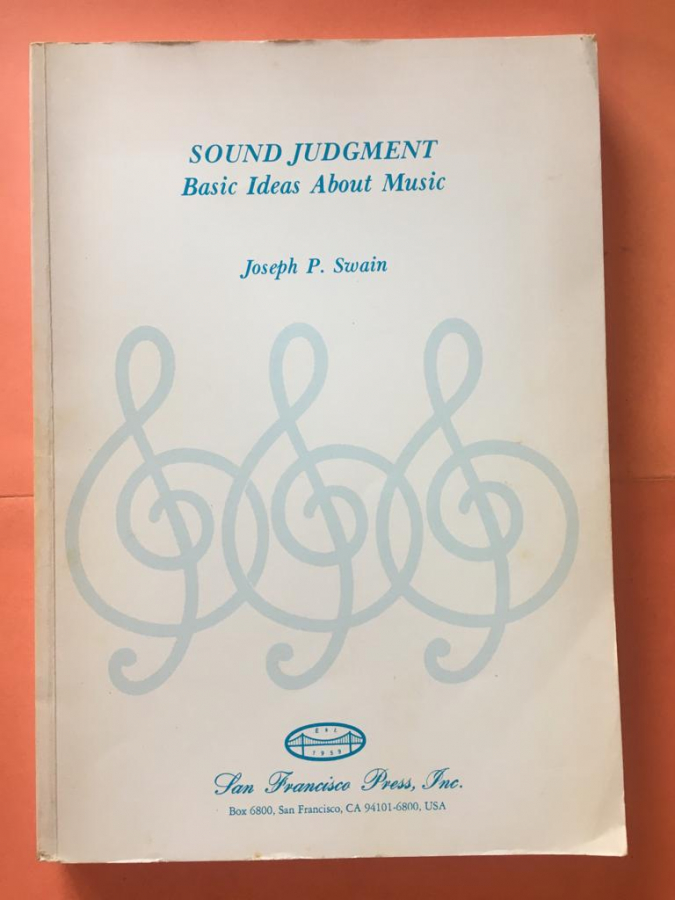 SOUND JUDGMENT
Basic Ideas About Music
Joseph P. Swain
1959
San Francisco Press, Inc.
Box 6800, San Francisco, CA 94101-6800, USA